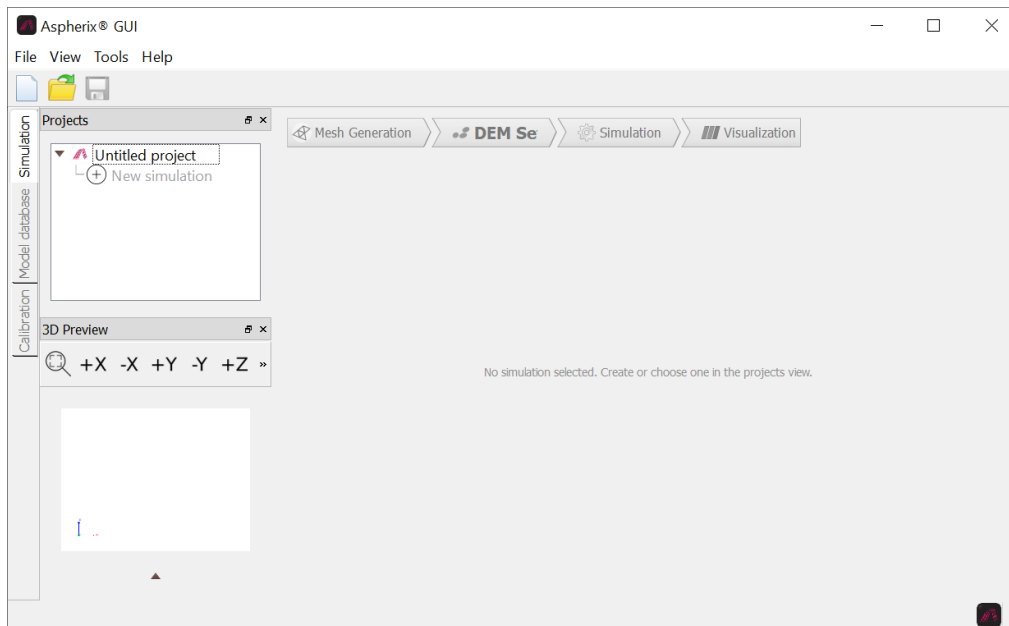 Aspherix® GUI
File View Tools Help
Simulation
Model database
Calibration
Projects
Untitled project
New simulation
Mesh Generation
DEM Se
Simulation
Visualization
3D Preview
+X -X +Y -Y +Z »
No simulation selected. Create or choose one in the projects view.